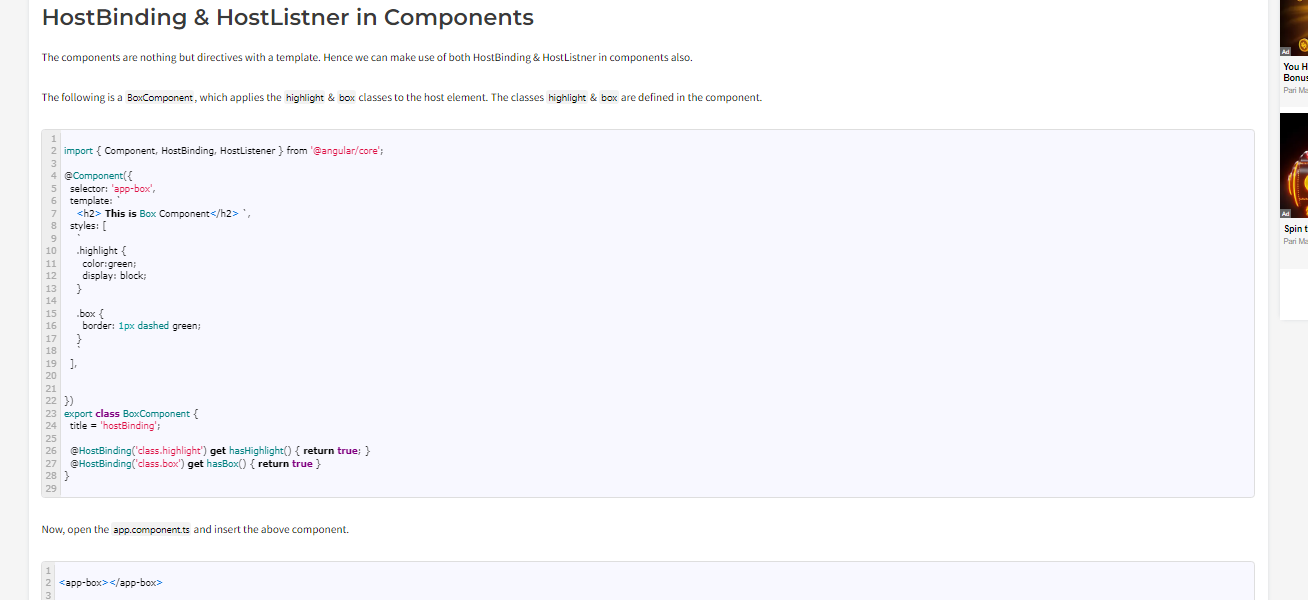 HostBinding & HostListner in Components
The components are nothing but directives with a template. Hence we can make use of both HostBinding & HostListner in components also.
The following is a BoxComponent, which applies the highlight & box classes to the host element. The classes highlight & box are defined in the component.
1
2 import { Component, HostBinding, HostListener } from '@angular/core';
3
4 @Component({
5 selector: 'app-box',
6 template: `
7 <h2> This is Box Component</h2> `,
8 styles: [
9 `
10 .highlight {
11 color:green;
12 display: block;
13 }
14
15 .box {
16 border: 1px dashed green;
17 }
18 `
19 ],
20
21
22 })
23 export class BoxComponent {
24 title = 'hostBinding';
25
26 @HostBinding('class.highlight') get hasHighlight() { return true; }
27 @HostBinding('class.box') get hasBox() { return true }
28 }
29
Now, open the app.component.ts and insert the above component.
1
2 <app-box></app-box>
3
Ad
You H
Bonus
Pari Ma
Ad
Spin t
Pari Ma